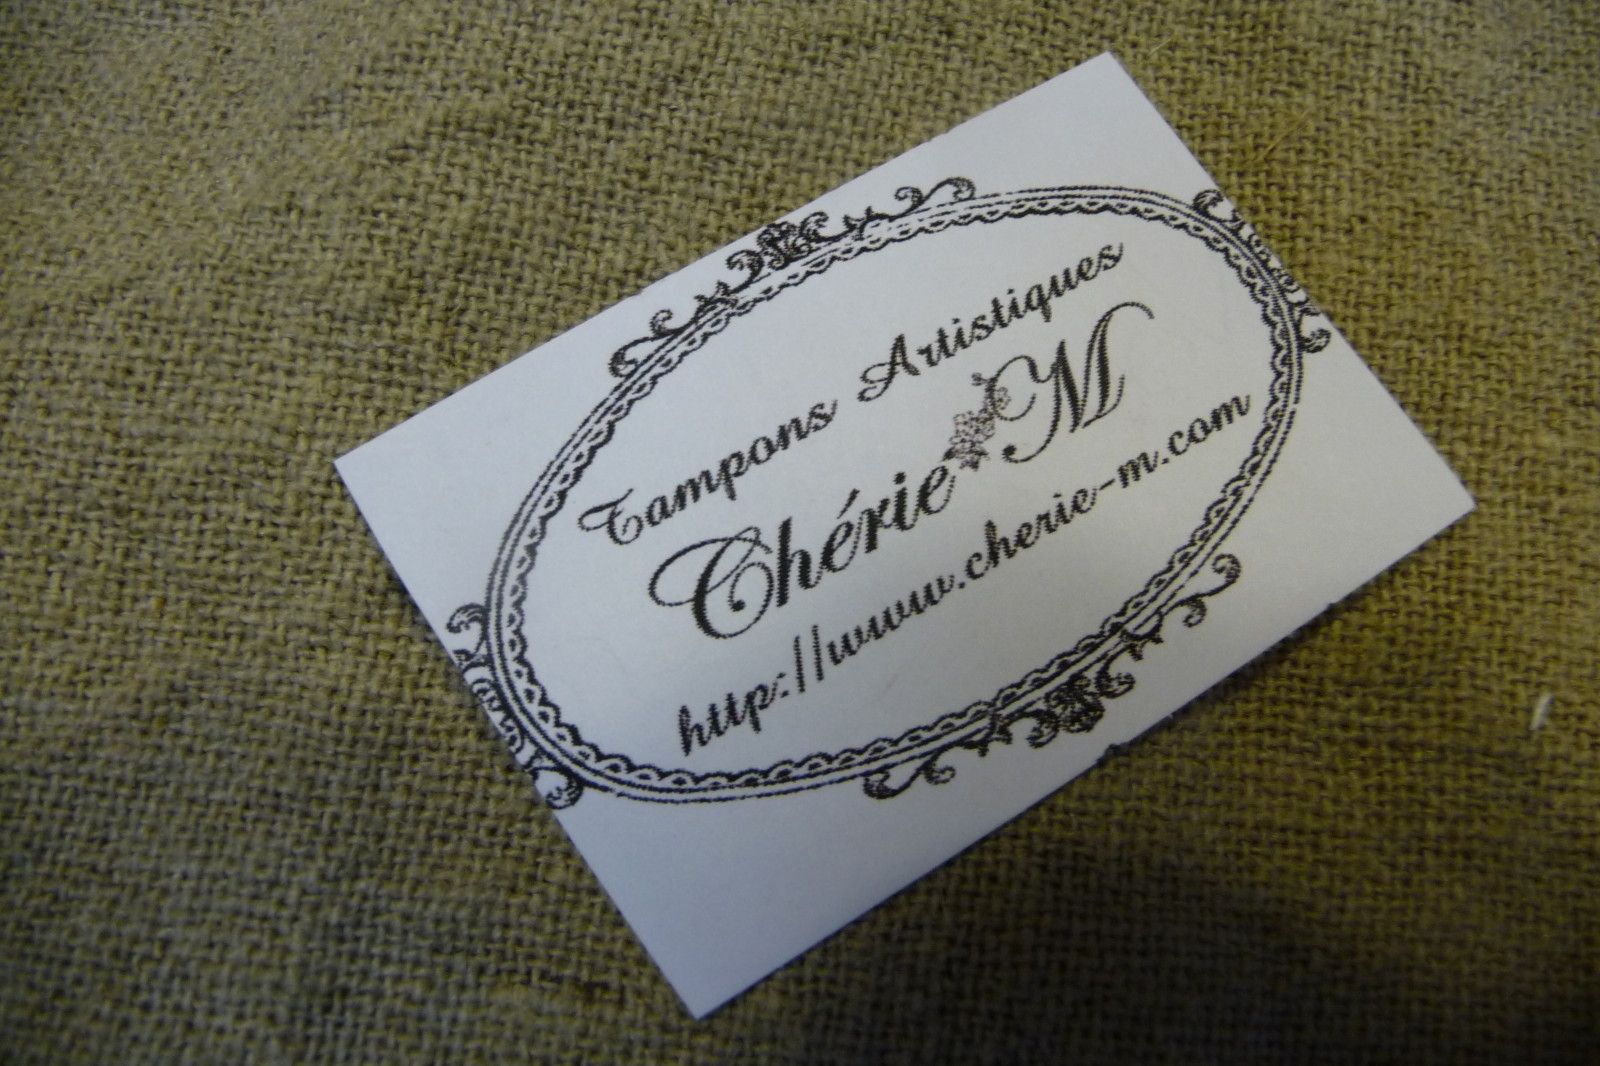 Tampons Artistiques
Chérie M
http://www.cherie-m.com